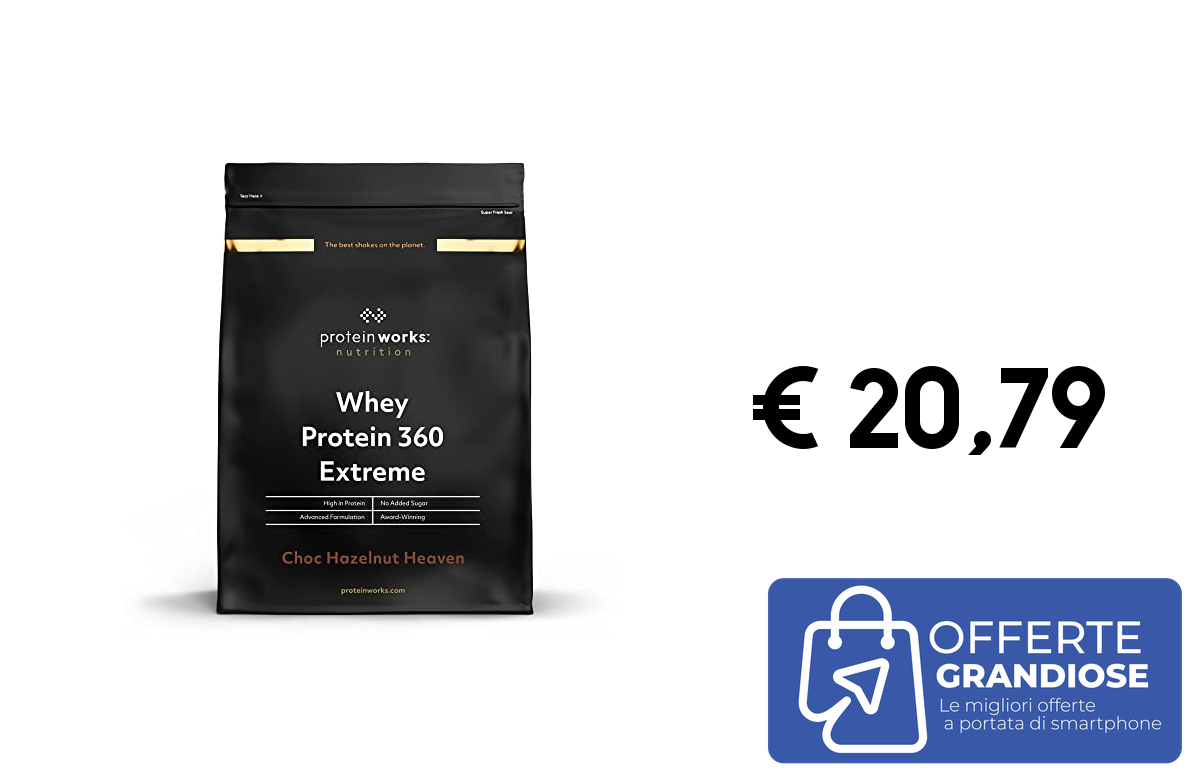 Tear Here >
Super Fresh Seal
The best shakes on the planet.
protein works™
nutrition
Whey
Protein 360
Extreme
High in Protein
No Added Sugar
Advanced Formulation
Award-Winning
Choc Hazelnut Heaven
proteinworks.com
€ 20,79
OFFERTE
GRANDIOSE
Le migliori offerte
a portata di smartphone